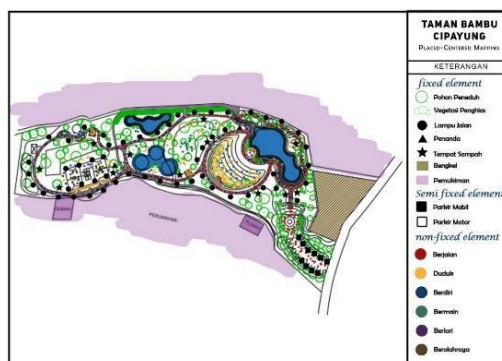 TAMAN BAMBU
CIPAYUNG
PLACED-CENTERED MAPPING
KETERANGAN
fixed element
Pohon Peneduh
Vegetasi Penghias
Lampu Jalan
Penanda
Tempat Sampah
Bengkel
Pemukiman
Semi fixed element
Parkir Mobil
Parkir Motor
non-fixed element
Berjalan
Duduk
Berdiri
Bermain
Berlari
Berolahraga
PERUMAHAN